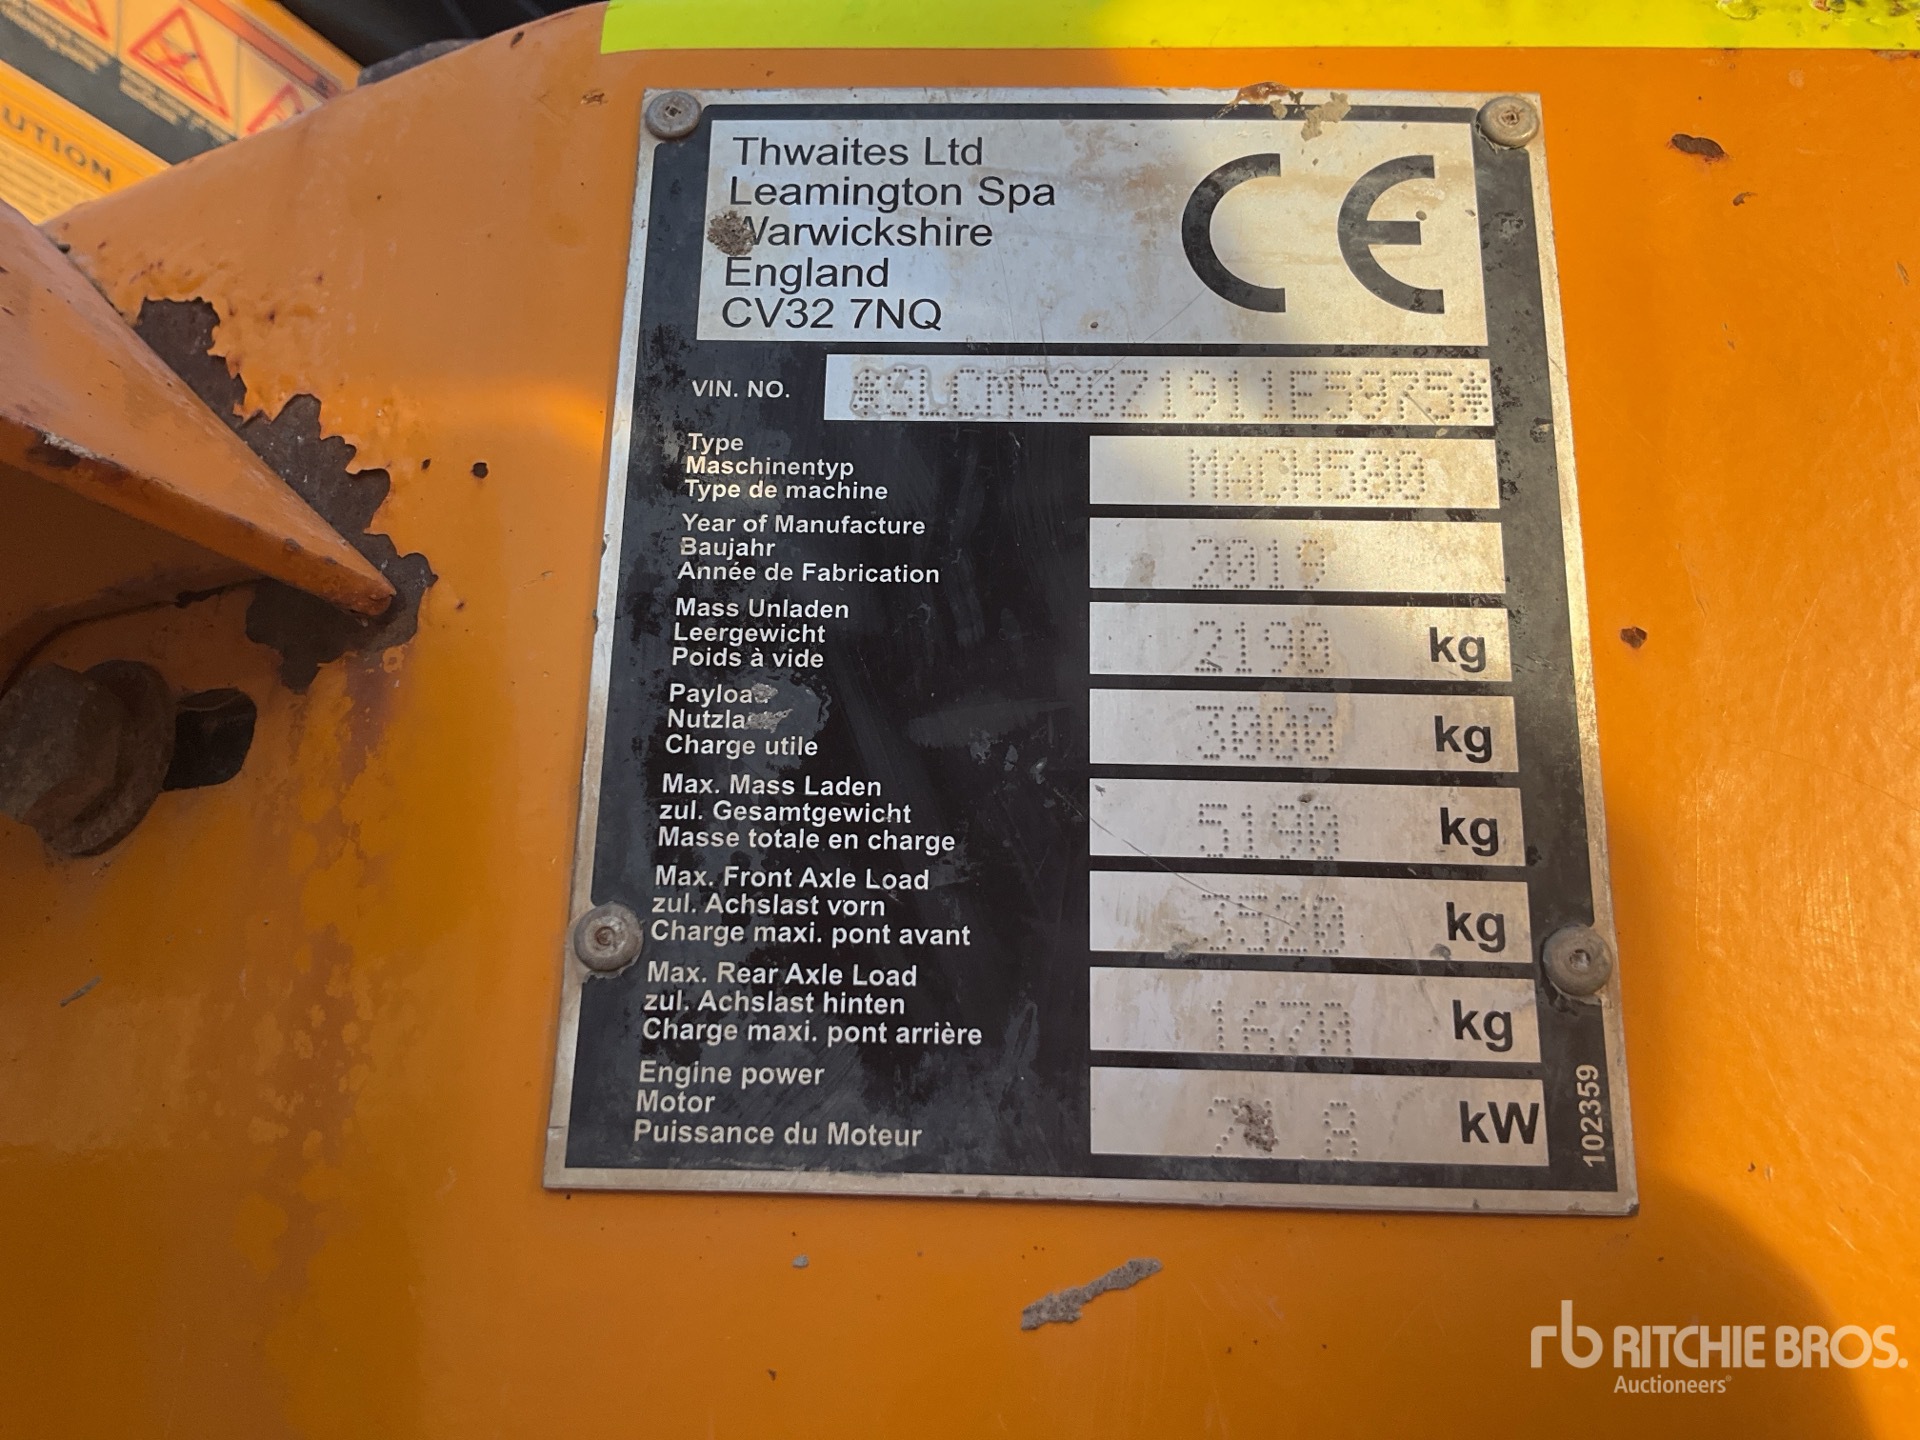 UTION
Thwaites Ltd
Leamington Spa
Warwickshire
England
CV32 7NQ
CE
VIN. NO.
Type MACH580
Maschinentyp
Type de machine
Year of Manufacture
Baujahr 2019
Année de Fabrication
Mass Unladen
Leergewicht 2190 kg
Poids à vide
Payload
Nutzla
Charge utile 3000 kg
Max. Mass Laden
zul. Gesamtgewicht 5190 kg
Masse totale en charge
Max. Front Axle Load
zul. Achslast vorn 3520 kg
Charge maxi. pont avant
Max. Rear Axle Load
zul. Achslast hinten 1670 kg
Charge maxi. pont arrière
Engine power
Motor kW
Puissance du Moteur
102359
rb RITCHIE BROS.
Auctioneers